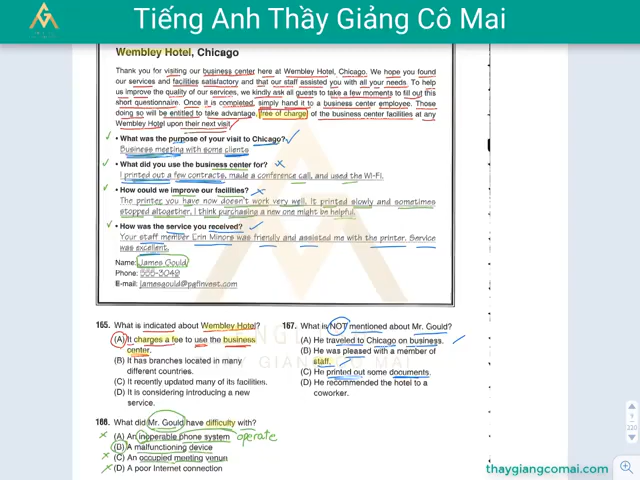 AG
Tiếng Anh Thầy Giảng Cô Mai
Wembley Hotel, Chicago
Thank you for visiting our business center here at Wembley Hotel, Chicago. We hope you found
our services and facilities satisfactory and that our staff assisted you with all your needs. To help
us improve the quality of our services, we kindly ask all guests to take a few moments to fill out this
short questionnaire. Once it is completed, simply hand it to a business center employee. Those
doing so will be entitled to take advantage, free of charge, of the business center facilities at any
Wembley Hotel upon their next visit.
• What was the purpose of your visit to Chicago?
Business meeting with some clients
• What did you use the business center for?
I printed out a few contracts, made a conference call, and used the Wi-Fi.
• How could we improve our facilities?
The printer you have now doesn't work very well. It printed slowly and sometimes
stopped altogether. I think purchasing a new one might be helpful.
• How was the service you received?
Your staff member Erin Minors was friendly and assisted me with the printer. Service
was excellent.
Name: James Gould
Phone: 555-3049
E-mail: jamesgould@pgfinvest.com
165. What is indicated about Wembley Hotel?
(A) It charges a fee to use the business
center.
(B) It has branches located in many
different countries.
(C) It recently updated many of its facilities.
(D) It is considering introducing a new
service.
166. What did Mr. Gould have difficulty with?
(A) An inoperable phone system operate
(B) A malfunctioning device
(C) An occupied meeting venue
(D) A poor Internet connection
167. What is NOT mentioned about Mr. Gould?
(A) He traveled to Chicago on business.
(B) He was pleased with a member of
staff.
(C) He printed out some documents.
(D) He recommended the hotel to a
coworker.
9
220
thaygiangcomai.com